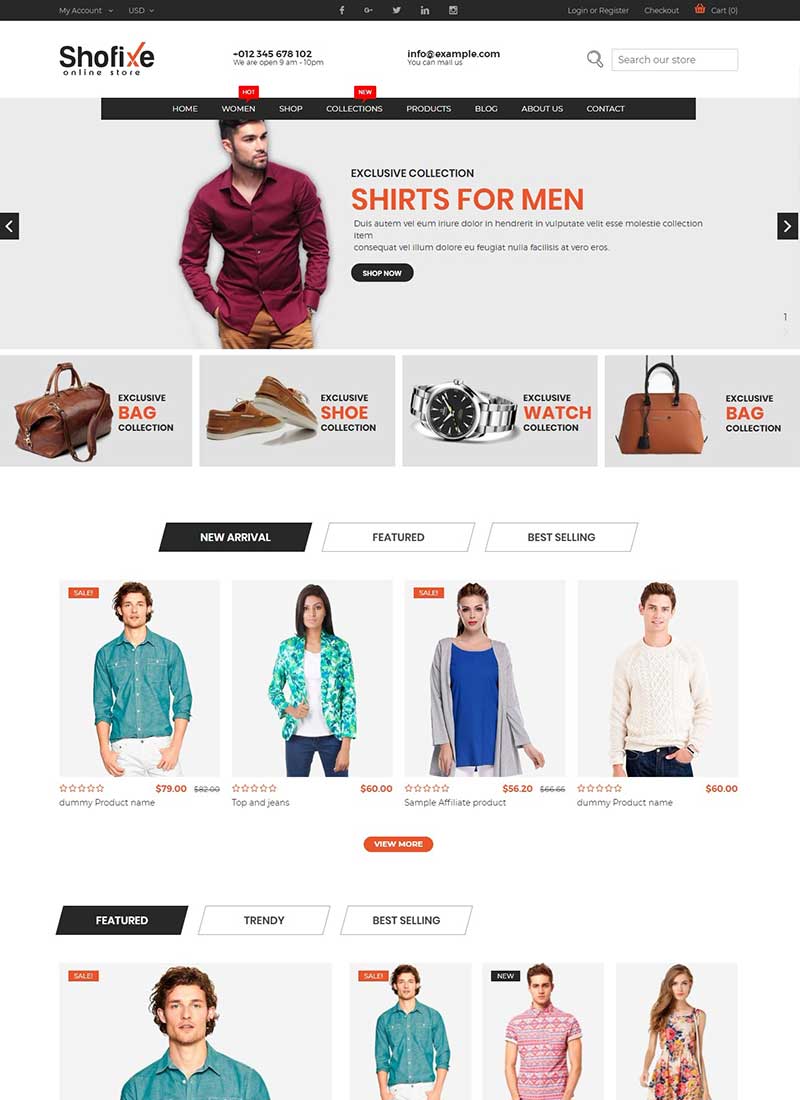 My Account USD Login or Register Checkout Cart (0)
Shofixe
online store
+012 345 678 102
We are open 9 am - 10pm
info@example.com
You can mail us
Search our store
HOT
NEW
HOME WOMEN SHOP COLLECTIONS PRODUCTS BLOG ABOUT US CONTACT
EXCLUSIVE COLLECTION
SHIRTS FOR MEN
Duis autem vel eum iriure dolor in hendrerit in vulputate velit esse molestie collection
item
consequat vel illum dolore eu feugiat nulla facilisis at vero eros.
SHOP NOW
1
EXCLUSIVE
BAG
COLLECTION
EXCLUSIVE
SHOE
COLLECTION
EXCLUSIVE
WATCH
COLLECTION
EXCLUSIVE
BAG
COLLECTION
NEW ARRIVAL FEATURED BEST SELLING
SALE!
SALE!
$79.00 $82.00
dummy Product name
$60.00
Top and jeans
$56.20 $66.66
Sample Affiliate product
$60.00
dummy Product name
VIEW MORE
FEATURED TRENDY BEST SELLING
SALE!
SALE!
NEW